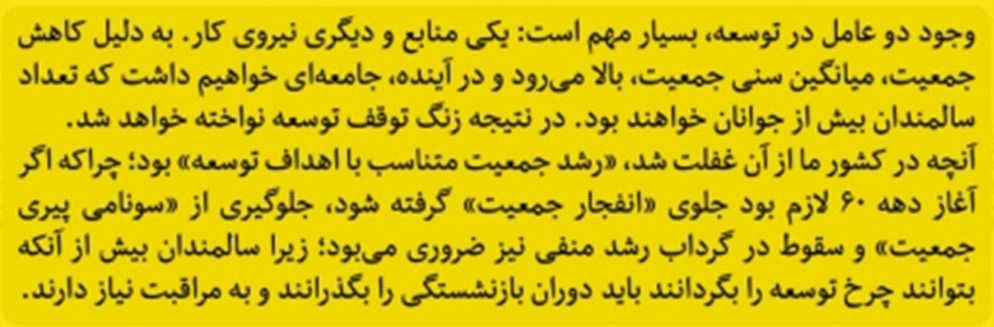 وجود دو عامل در توسعه، بسیار مهم است: یکی منابع و دیگری نیروی کار. به دلیل کاهش
جمعیت، میانگین سنی جمعیت، بالا می‌رود و در آینده، جامعه‌ای خواهیم داشت که تعداد
سالمندان بیش از جوانان خواهند بود. در نتیجه زنگ توقف توسعه نواخته خواهد شد.
آنچه در کشور ما از آن غفلت شد، «رشد جمعیت متناسب با اهداف توسعه» بود؛ چراکه اگر
آغاز دهه ۶۰ لازم بود جلوی «انفجار جمعیت» گرفته شود، جلوگیری از «سونامی پیری
جمعیت» و سقوط در گرداب رشد منفی نیز ضروری می‌بود؛ زیرا سالمندان بیش از آنکه
بتوانند چرخ توسعه را بگردانند باید دوران بازنشستگی را بگذرانند و به مراقبت نیاز دارند.